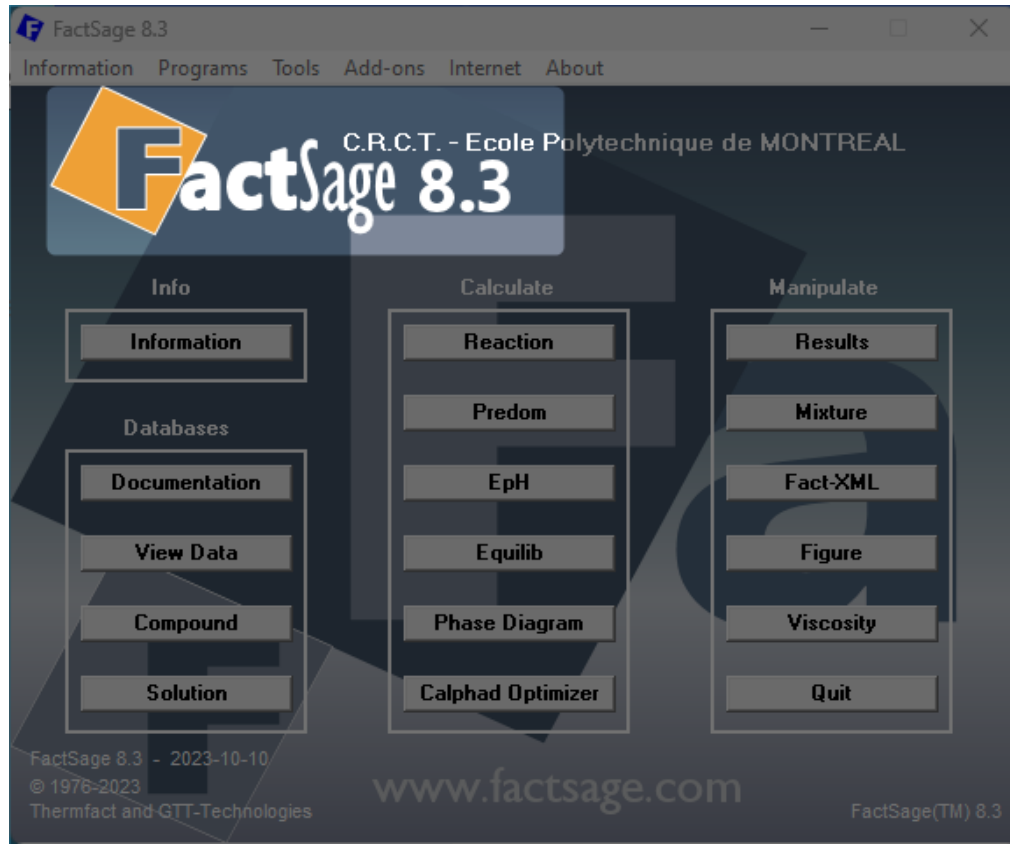 FactSage 8.3
Information Programs Tools Add-ons Internet About
C.R.C.T. - Ecole Polytechnique de MONTREAL
FactSage 8.3
Info
Information
Databases
Documentation
View Data
Compound
Solution
Calculate
Reaction
Predom
EpH
Equilib
Phase Diagram
Calphad Optimizer
Manipulate
Results
Mixture
Fact-XML
Figure
Viscosity
Quit
FactSage 8.3 - 2023-10-10
© 1976-2023
Thermfact and GTT-Technologies
www.factsage.com
FactSage(TM) 8.3